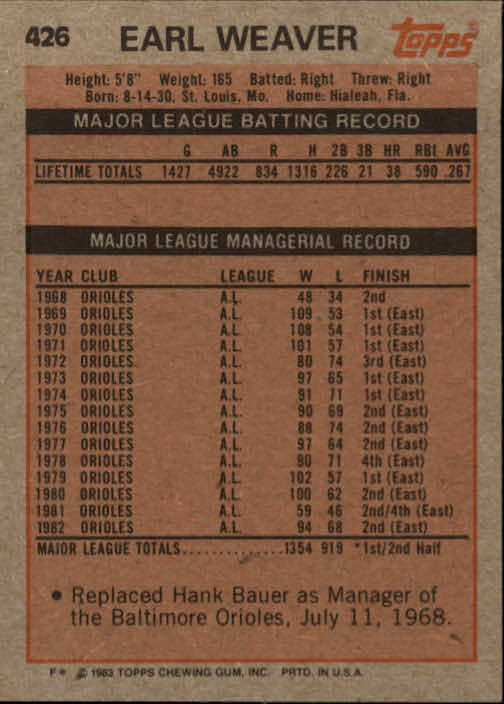 426 EARL WEAVER Topps
Height: 5'8" Weight: 165 Batted: Right Threw: Right
Born: 8-14-30, St. Louis, Mo. Home: Hialeah, Fla.
MAJOR LEAGUE BATTING RECORD
G AB R H 2B 3B HR RBI AVG
LIFETIME TOTALS 1427 4922 834 1316 226 21 38 590 .267
MAJOR LEAGUE MANAGERIAL RECORD
YEAR CLUB LEAGUE W L FINISH
1968 ORIOLES A.L. 48 34 2nd
1969 ORIOLES A.L. 109 53 1st (East)
1970 ORIOLES A.L. 108 54 1st (East)
1971 ORIOLES A.L. 101 57 1st (East)
1972 ORIOLES A.L. 80 74 3rd (East)
1973 ORIOLES A.L. 97 65 1st (East)
1974 ORIOLES A.L. 91 71 1st (East)
1975 ORIOLES A.L. 90 69 2nd (East)
1976 ORIOLES A.L. 88 74 2nd (East)
1977 ORIOLES A.L. 97 64 2nd (East)
1978 ORIOLES A.L. 90 71 4th (East)
1979 ORIOLES A.L. 102 57 1st (East)
1980 ORIOLES A.L. 100 62 2nd (East)
1981 ORIOLES A.L. 59 46 2nd/4th (East)
1982 ORIOLES A.L. 94 68 2nd (East)
MAJOR LEAGUE TOTALS.............. 1354 919 *1st/2nd Half
• Replaced Hank Bauer as Manager of
the Baltimore Orioles, July 11, 1968.
F* © 1983 TOPPS CHEWING GUM, INC. PRTD. IN U.S.A.